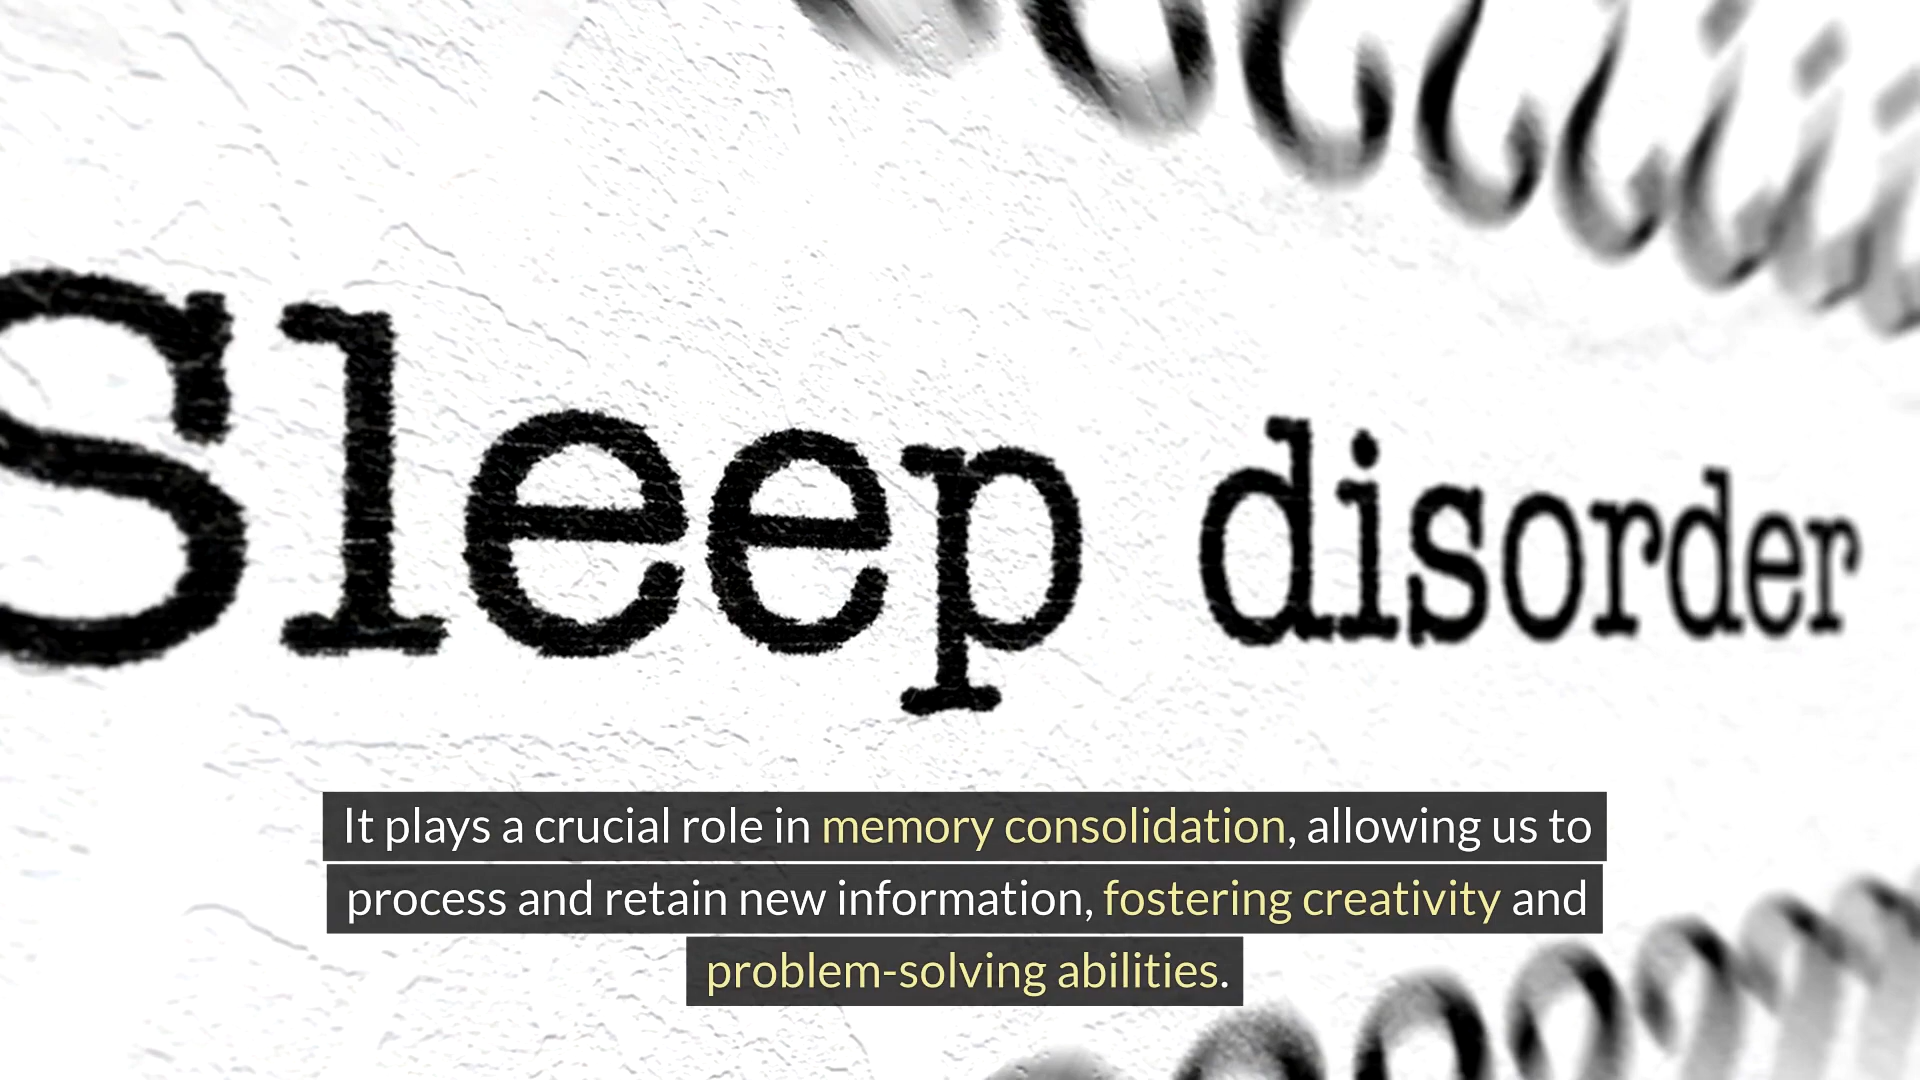 Sleep disorder
It plays a crucial role in memory consolidation, allowing us to
process and retain new information, fostering creativity and
problem-solving abilities.